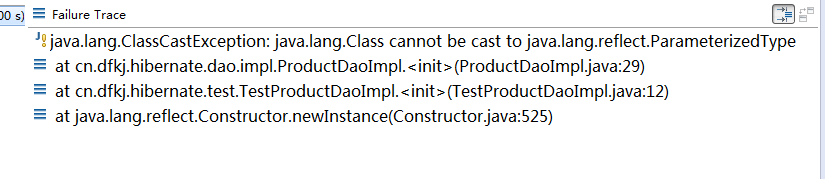 00 s) Failure Trace
java.lang.ClassCastException: java.lang.Class cannot be cast to java.lang.reflect.ParameterizedType
at cn.dfkj.hibernate.dao.impl.ProductDaoImpl.<init>(ProductDaoImpl.java:29)
at cn.dfkj.hibernate.test.TestProductDaoImpl.<init>(TestProductDaoImpl.java:12)
at java.lang.reflect.Constructor.newInstance(Constructor.java:525)